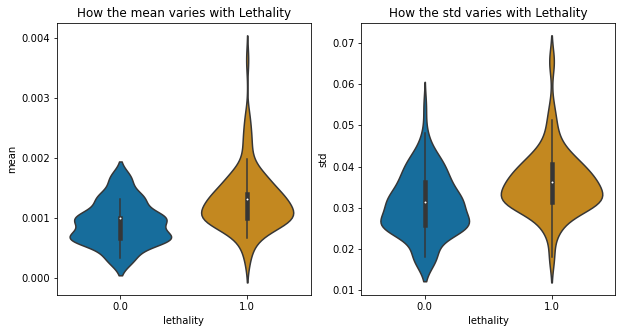 How the mean varies with Lethality
0.004
0.003
0.002
0.001
0.000
mean
0.0
1.0
lethality
How the std varies with Lethality
0.07
0.06
0.05
0.04
0.03
0.02
0.01
std
0.0
1.0
lethality